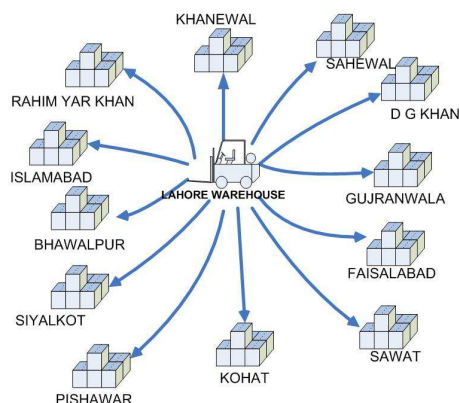 KHANEWAL
SAHEWAL
RAHIM YAR KHAN
D G KHAN
ISLAMABAD
LAHORE WAREHOUSE
GUJRANWALA
BHAWALPUR
FAISALABAD
SIYALKOT
SAWAT
KOHAT
PISHAWAR